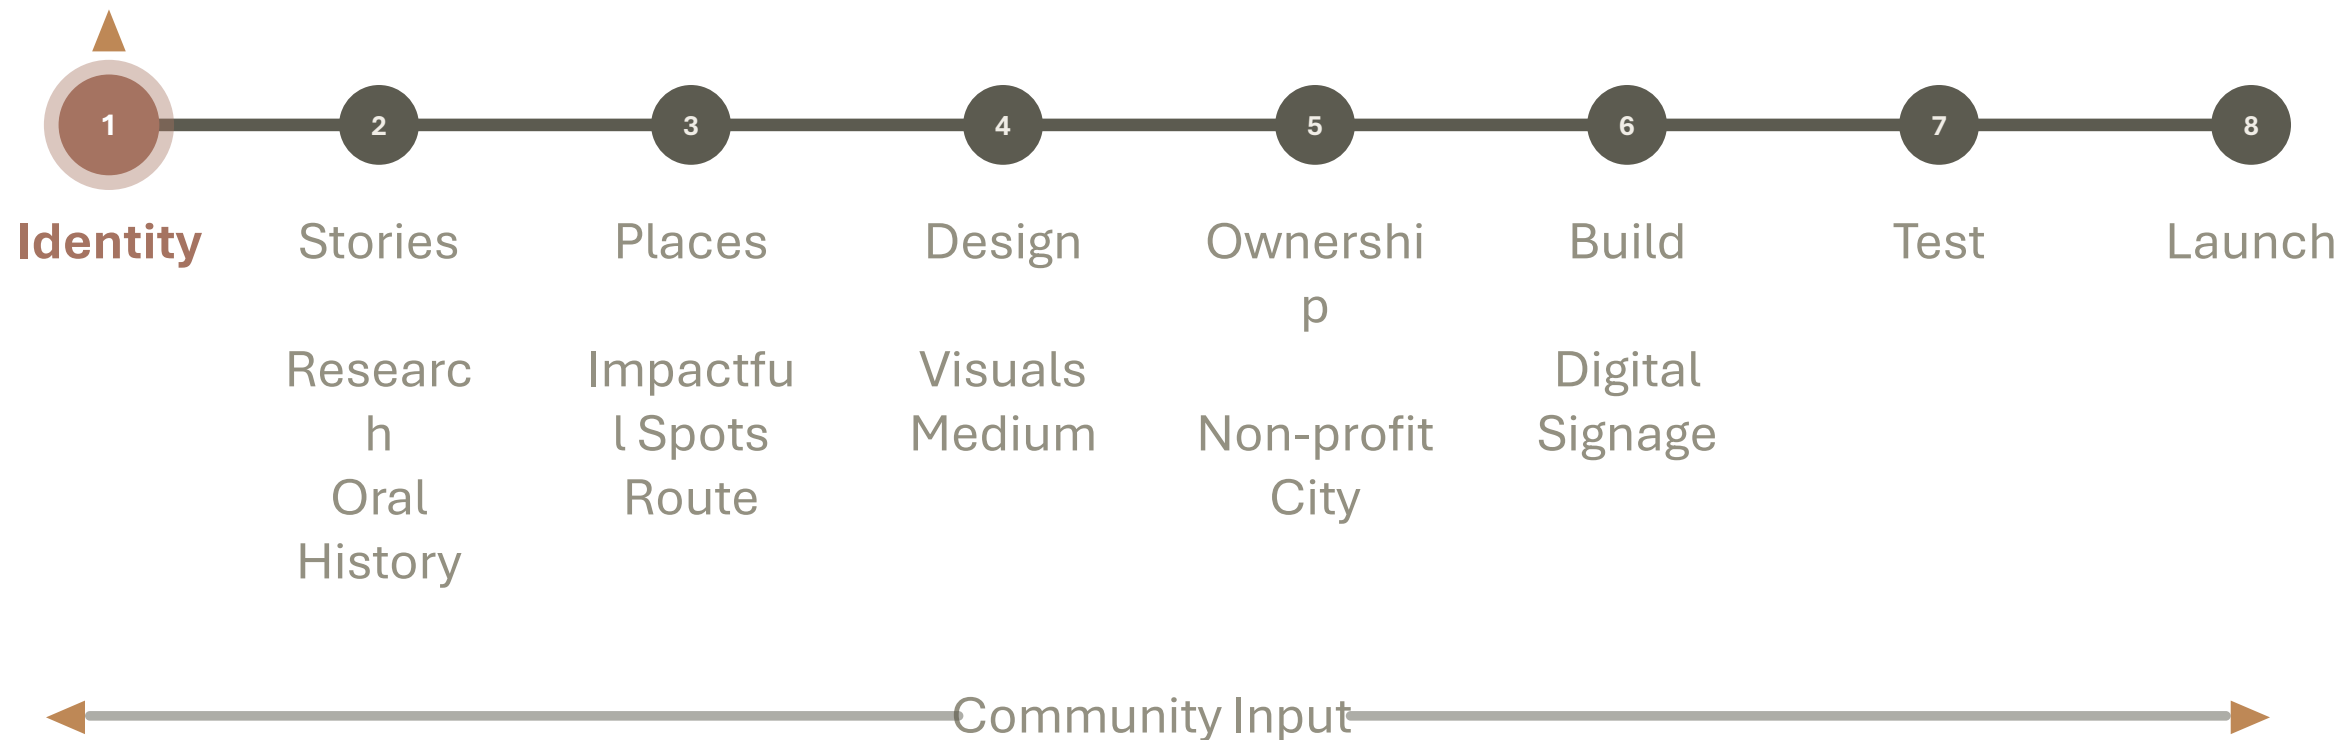 1
2
3
4
5
6
7
8
Identity
Stories
Researc
h
Oral
History
Places
Impactfu
l Spots
Route
Design
Visuals
Medium
Ownershi
p
Non-profit
City
Build
Digital
Signage
Test
Launch
Community Input